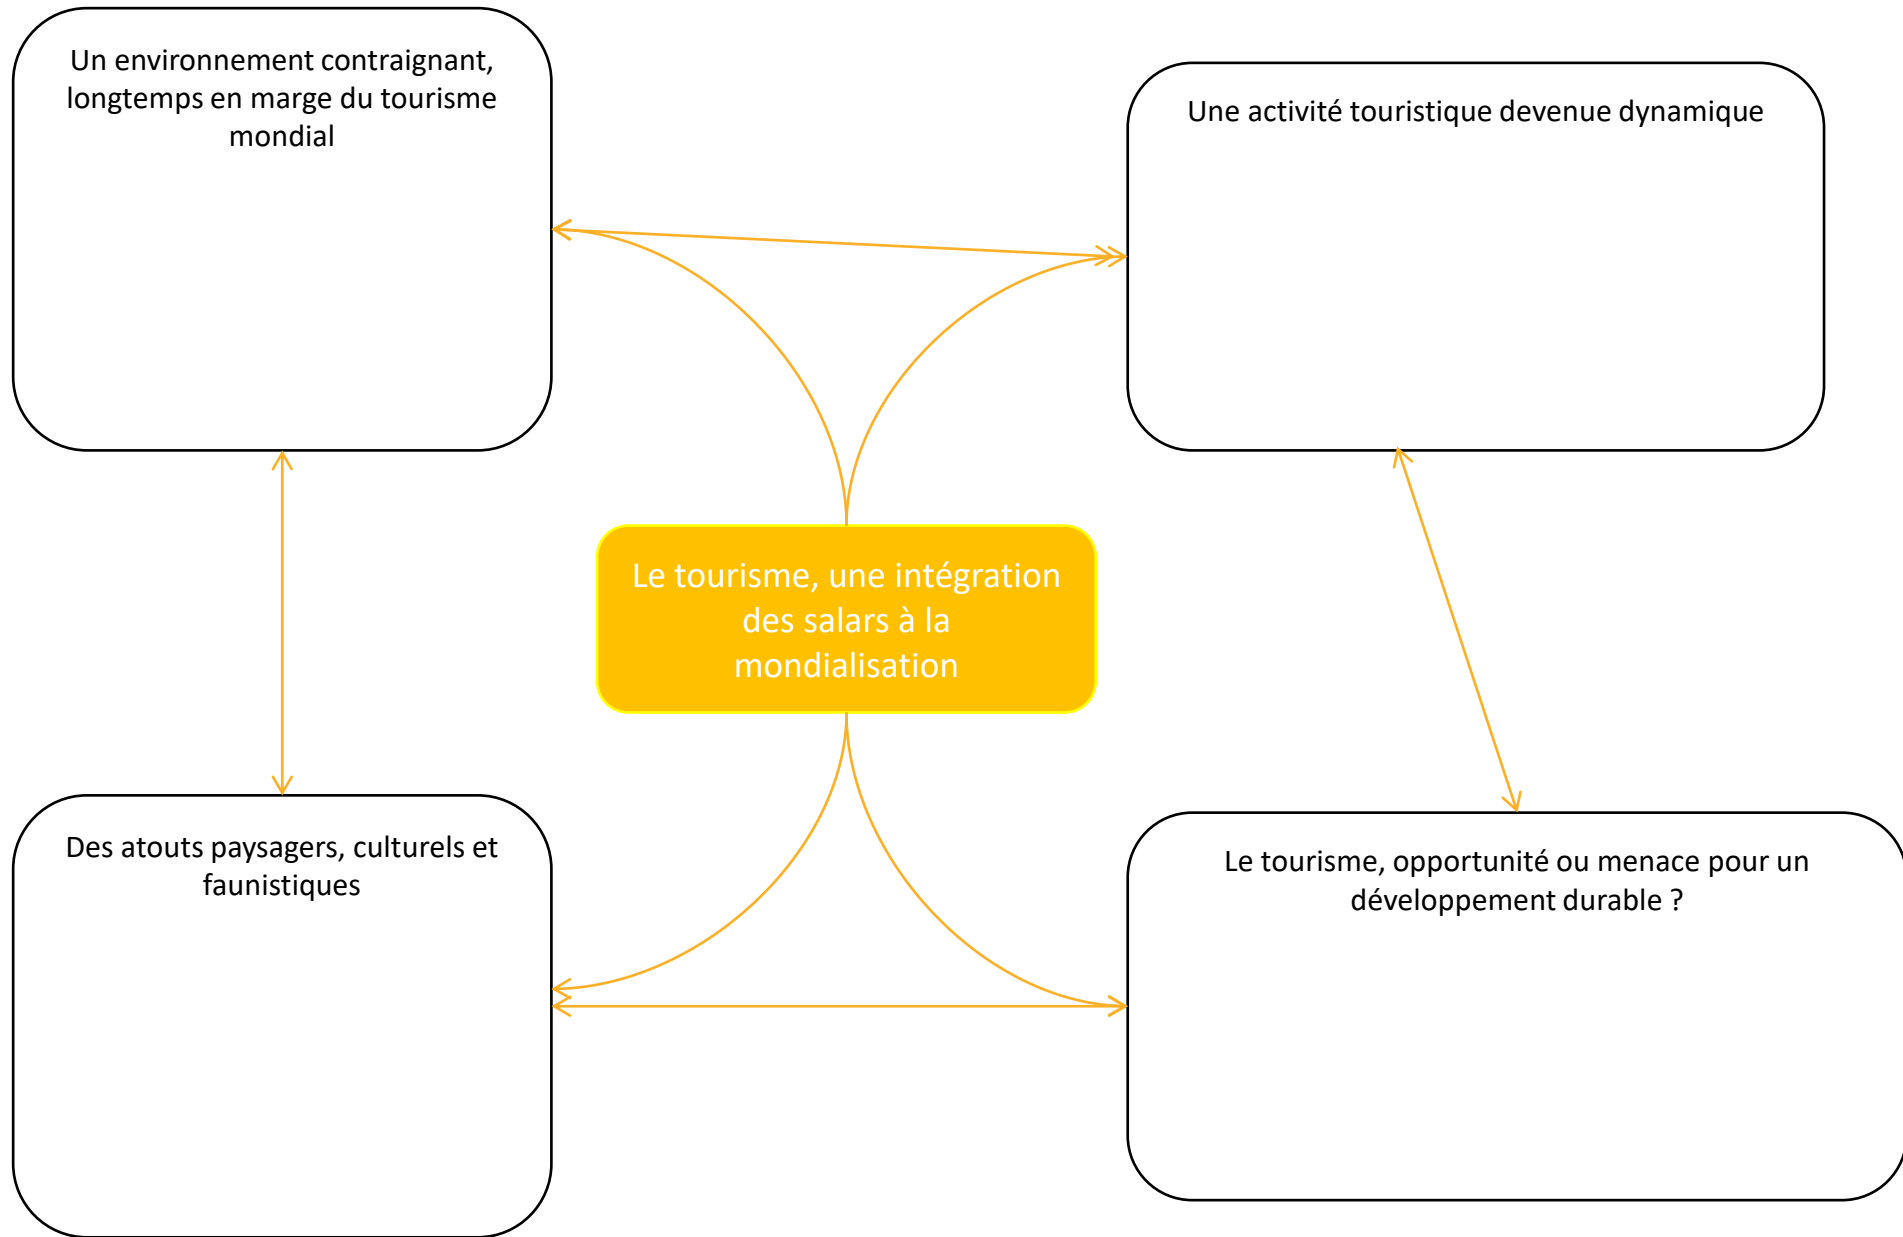 Un environnement contraignant,
longtemps en marge du tourisme
mondial
Une activité touristique devenue dynamique
Le tourisme, une intégration
des salars à la
mondialisation
Des atouts paysagers, culturels et
faunistiques
Le tourisme, opportunité ou menace pour un
développement durable ?